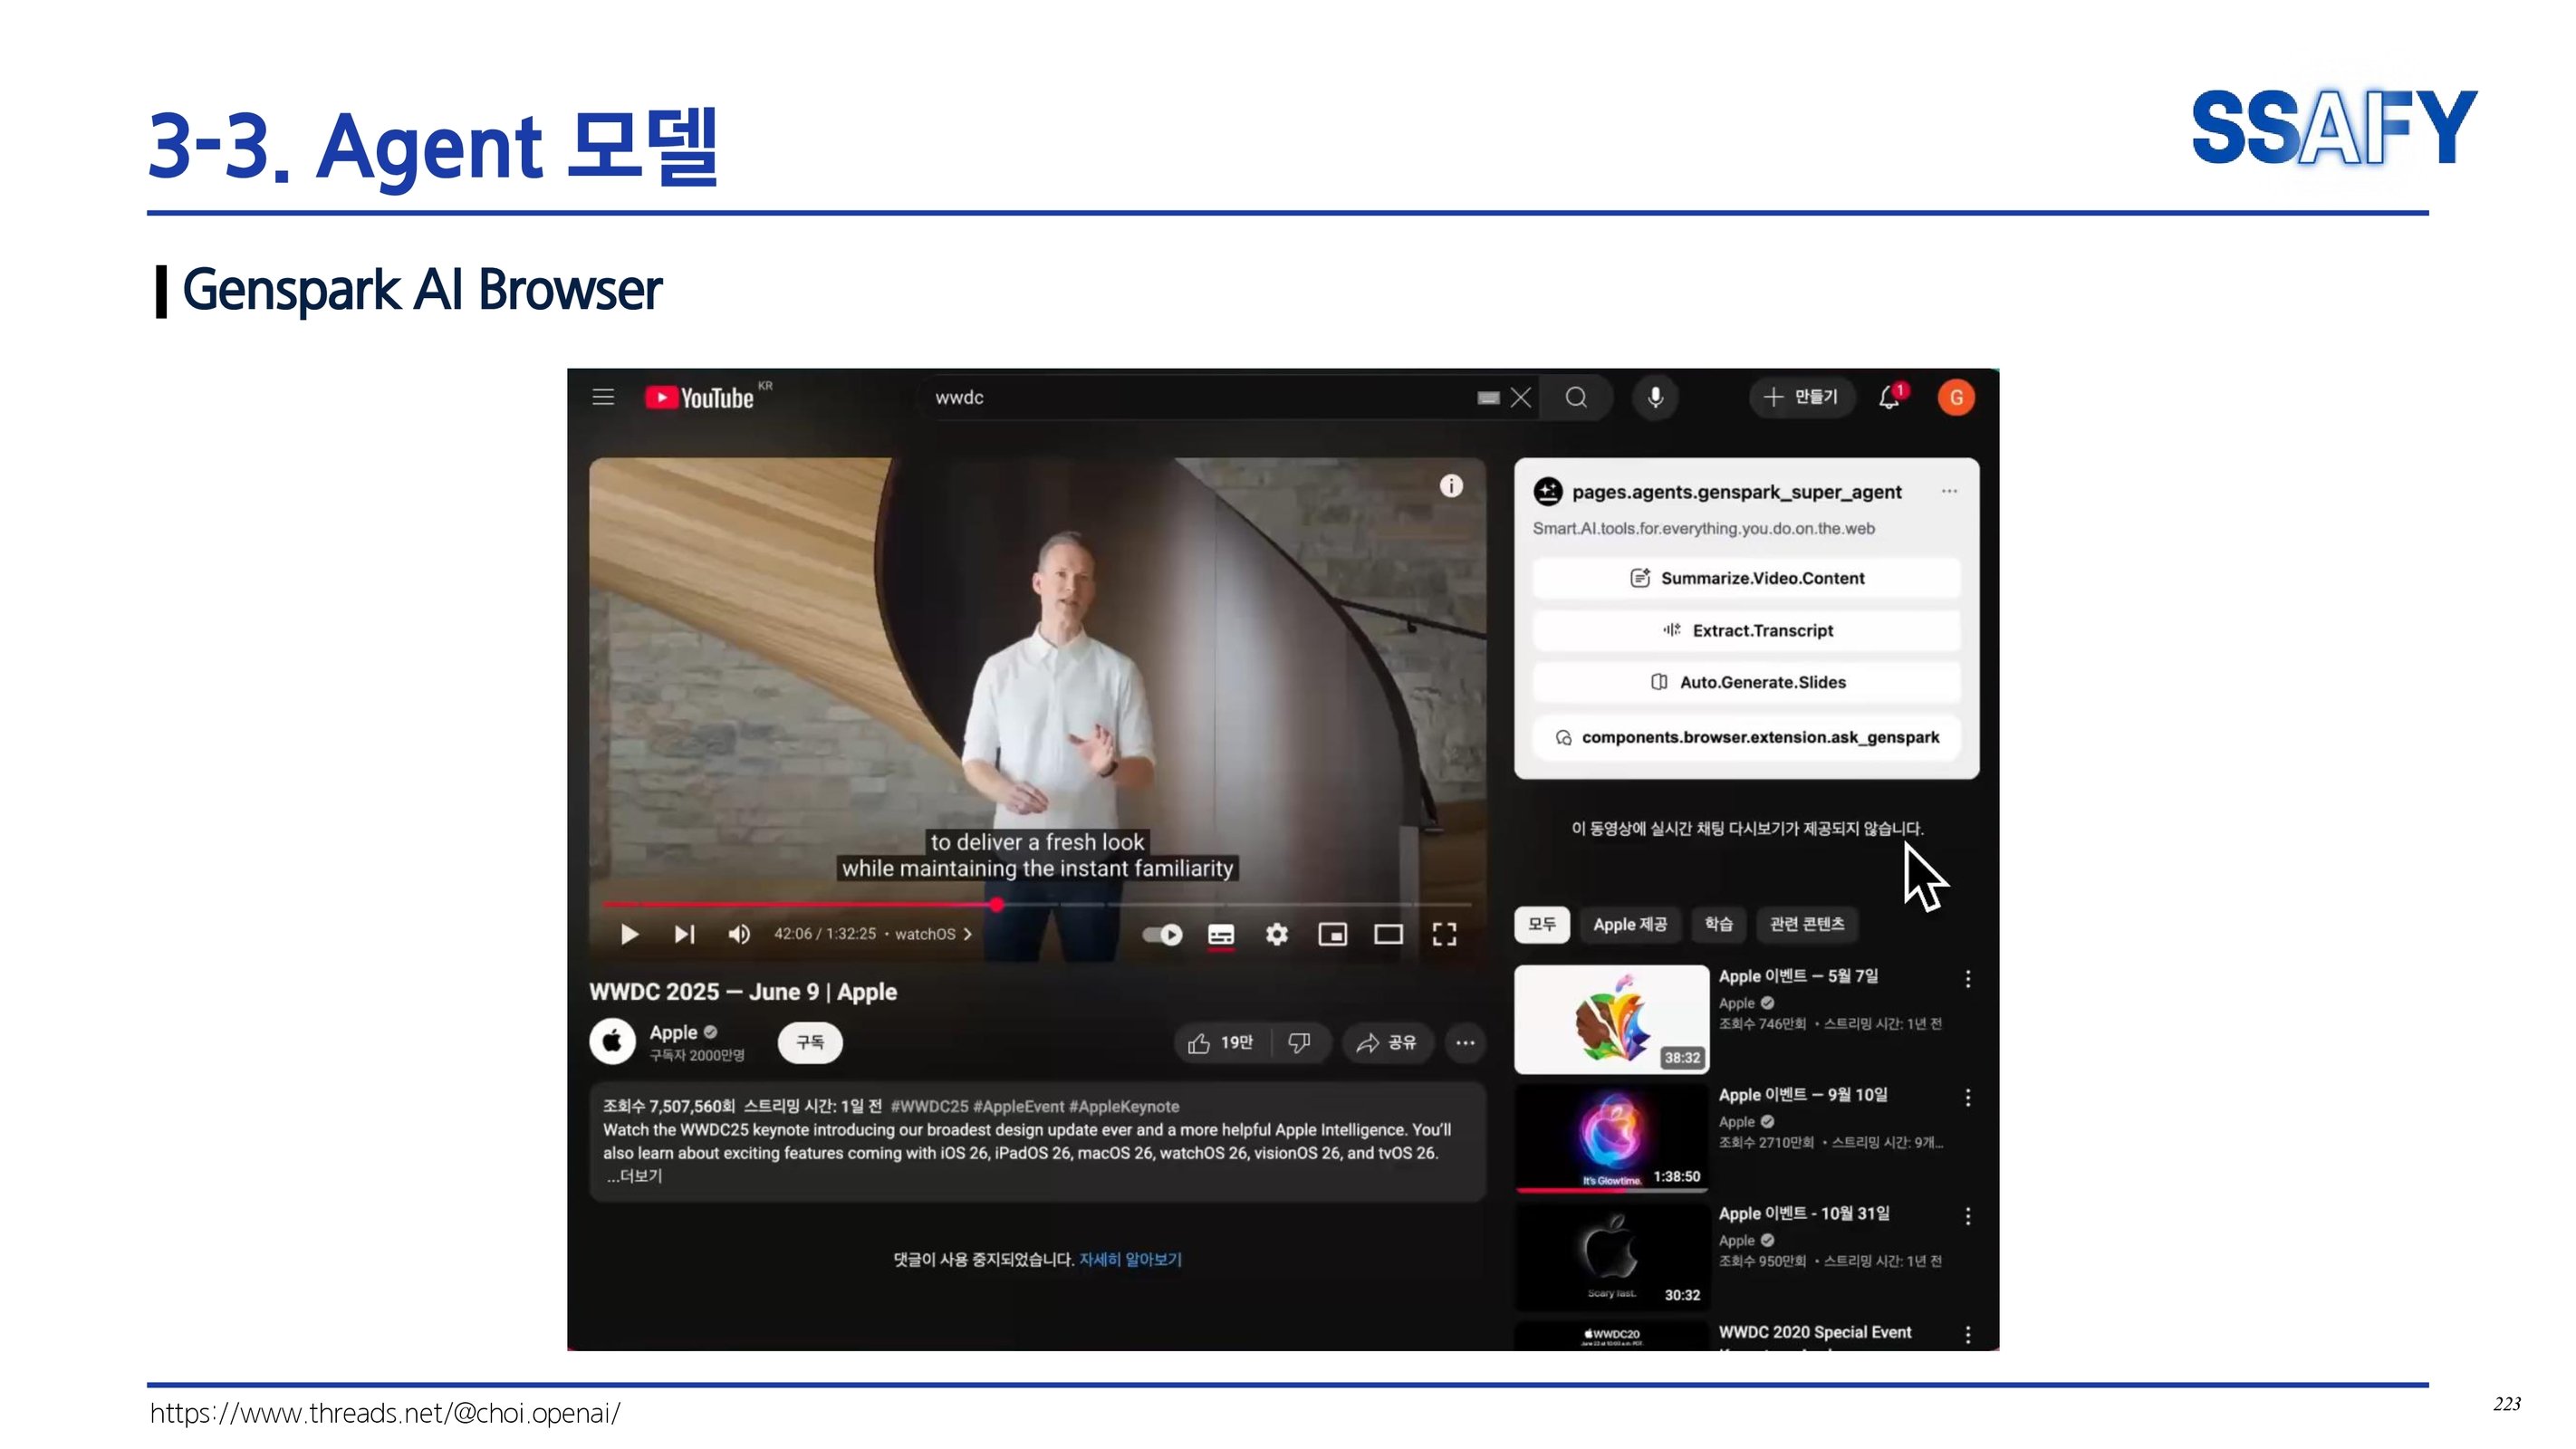 3-3. Agent 모델
SSAFY
Genspark AI Browser
YouTube KR
wwdc
만들기
1
G
to deliver a fresh look
while maintaining the instant familiarity
42:06 / 1:32:25 • watchOS
WWDC 2025 — June 9 | Apple
Apple
구독자 2000만명
구독
19만
공유
조회수 7,507,560회 스트리밍 시간: 1일 전 #WWDC25 #AppleEvent #AppleKeynote
Watch the WWDC25 keynote introducing our broadest design update ever and a more helpful Apple Intelligence. You'll
also learn about exciting features coming with iOS 26, iPadOS 26, macOS 26, watchOS 26, visionOS 26, and tvOS 26.
...더보기
댓글이 사용 중지되었습니다. 자세히 알아보기
pages.agents.genspark_super_agent
Smart.AI.tools.for.everything.you.do.on.the.web
Summarize.Video.Content
Extract.Transcript
Auto.Generate.Slides
components.browser.extension.ask_genspark
이 동영상에 실시간 채팅 다시보기가 제공되지 않습니다.
모두
Apple 제공
학습
관련 콘텐츠
38:32
Apple 이벤트 — 5월 7일
Apple
조회수 746만회 • 스트리밍 시간: 1년 전
It's Glowtime.
1:38:50
Apple 이벤트 — 9월 10일
Apple
조회수 2710만회 • 스트리밍 시간: 9개...
Scary fast.
30:32
Apple 이벤트 - 10월 31일
Apple
조회수 950만회 • 스트리밍 시간: 1년 전
WWDC20
WWDC 2020 Special Event
https://www.threads.net/@choi.openai/
223